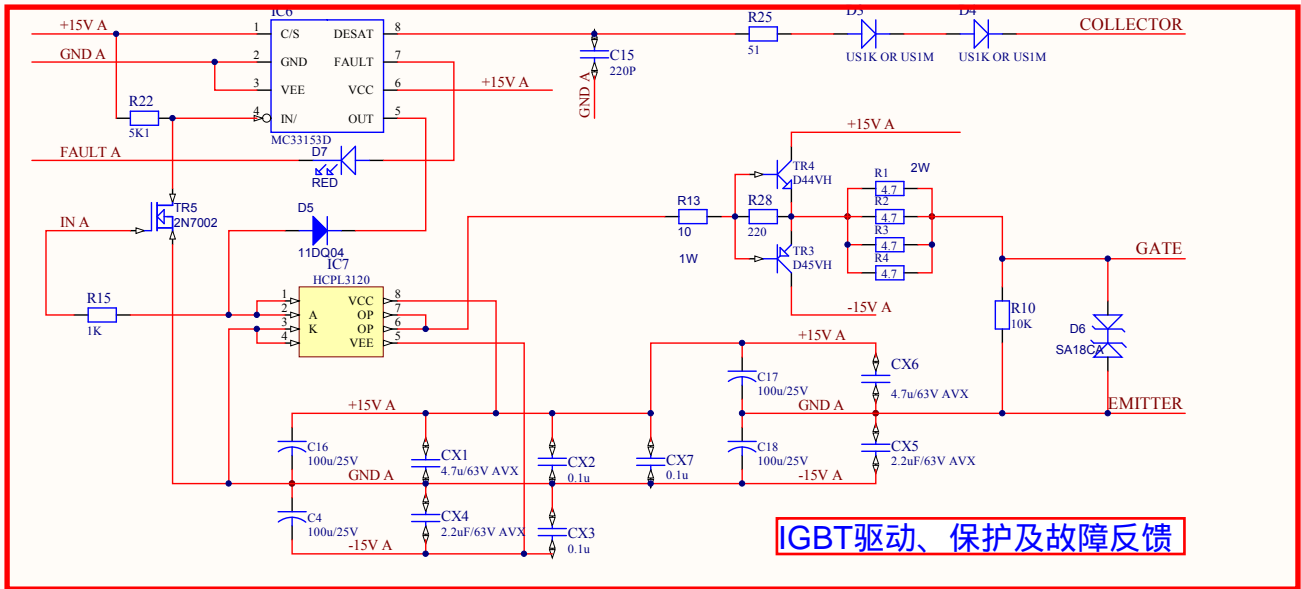 +15V A
IC6
1
C/S
DESAT
8
R25
51
D3
D4
COLLECTOR
US1K OR US1M
US1K OR US1M
C15
220P
GND A
GND A
2
GND
FAULT
7
3
VEE
VCC
6
+15V A
R22
5K1
4
IN/
OUT
5
MC33153D
FAULT A
D7
RED
+15V A
TR4
D44VH
2W
R1
4.7
R2
4.7
R3
4.7
R4
4.7
IN A
TR5
2N7002
D5
11DQ04
R13
10
1W
R28
220
TR3
D45VH
-15V A
GATE
IC7
HCPL3120
R15
1K
1
2
A
3
K
4
VCC
8
OP
7
OP
6
VEE
5
R10
10K
D6
SA18CA
+15V A
C17
100u/25V
CX6
4.7u/63V AVX
+15V A
GND A
EMITTER
C16
100u/25V
CX1
4.7u/63V AVX
CX2
0.1u
CX7
0.1u
C18
100u/25V
CX5
2.2uF/63V AVX
GND A
-15V A
C4
100u/25V
CX4
2.2uF/63V AVX
CX3
0.1u
-15V A
IGBT驱动、保护及故障反馈